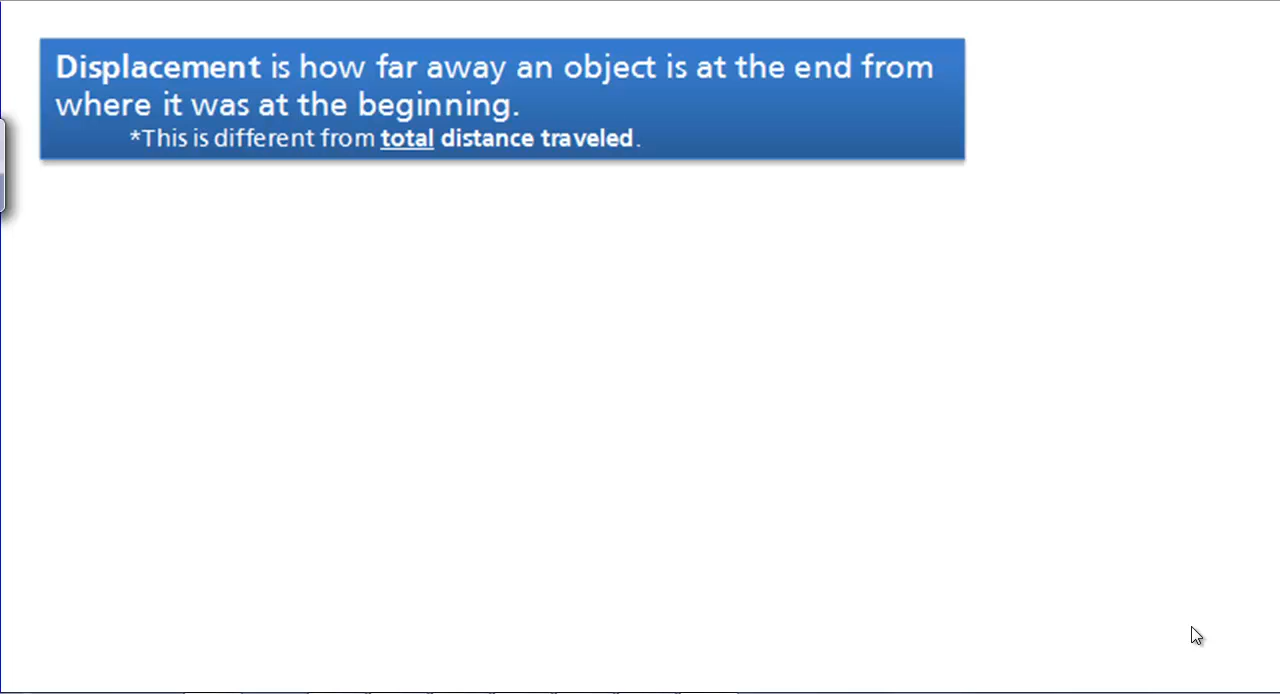 Displacement is how far away an object is at the end from
where it was at the beginning.
*This is different from total distance traveled.